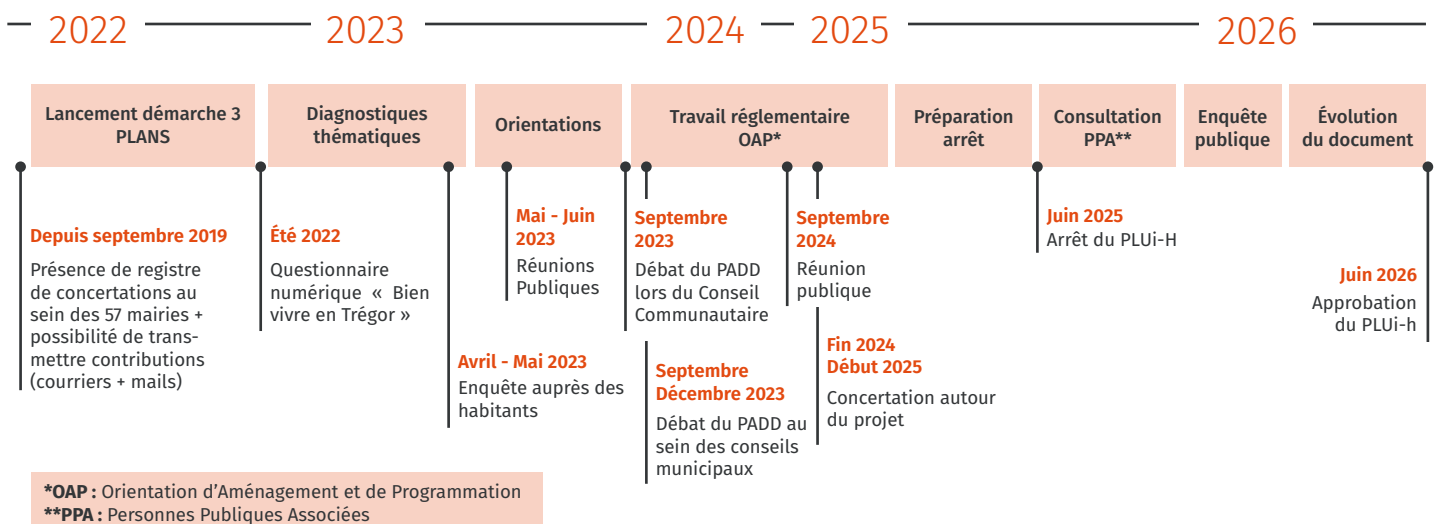 2022
2023
2024
2025
2026
Lancement démarche 3
PLANS
Diagnostiques
thématiques
Orientations
Travail réglementaire
OAP*
Préparation
arrêt
Consultation
PPA**
Enquête
publique
Évolution
du document
Depuis septembre 2019
Présence de registre
de concertations au
sein des 57 mairies +
possibilité de trans-
mettre contributions
(courriers + mails)
Été 2022
Questionnaire
numérique « Bien
vivre en Trégor »
Avril - Mai 2023
Enquête auprès des
habitants
Mai - Juin
2023
Réunions
Publiques
Septembre
2023
Débat du PADD
lors du Conseil
Communautaire
Septembre
Décembre 2023
Débat du PADD au
sein des conseils
municipaux
Septembre
2024
Réunion
publique
Fin 2024
Début 2025
Concertation autour
du projet
Juin 2025
Arrêt du PLUi-H
Juin 2026
Approbation
du PLUi-h
*OAP : Orientation d'Aménagement et de Programmation
**PPA : Personnes Publiques Associées